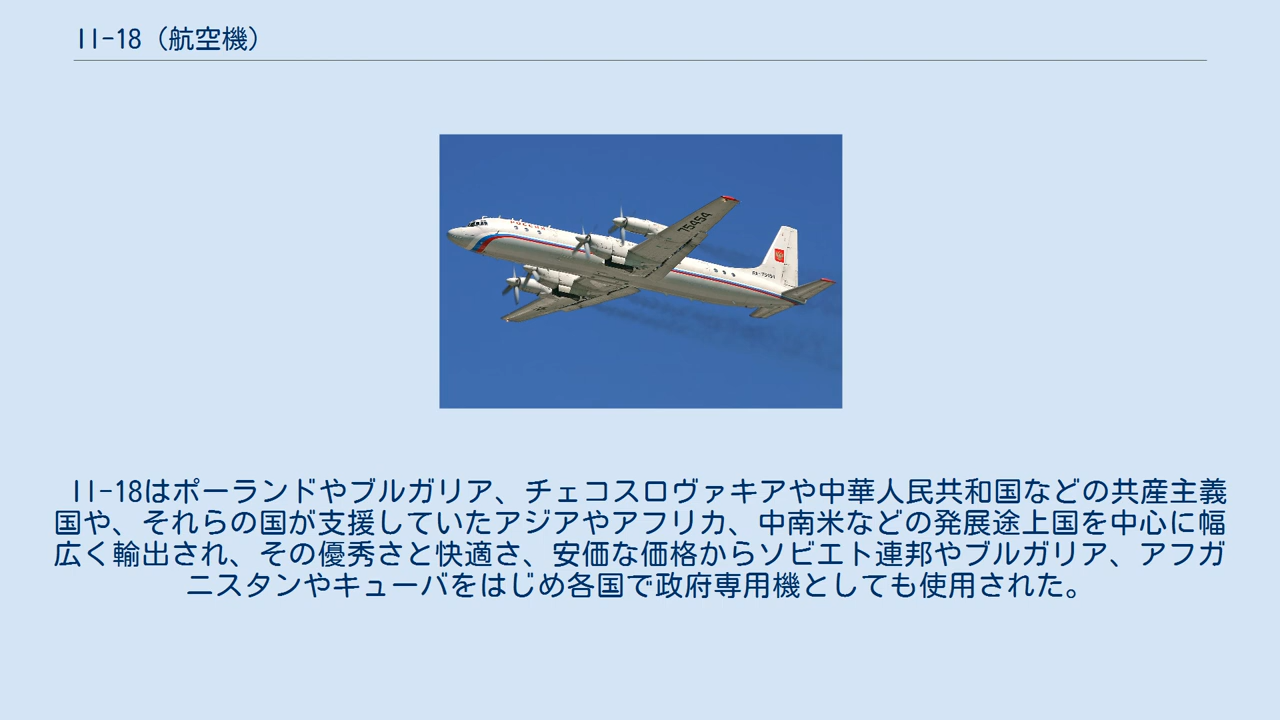 Il-18（航空機）
75454
RA-75454
Il-18はポーランドやブルガリア、チェコスロヴァキアや中華人民共和国などの共産主義
国や、それらの国が支援していたアジアやアフリカ、中南米などの発展途上国を中心に幅
広く輸出され、その優秀さと快適さ、安価な価格からソビエト連邦やブルガリア、アフガ
ニスタンやキューバをはじめ各国で政府専用機としても使用された。